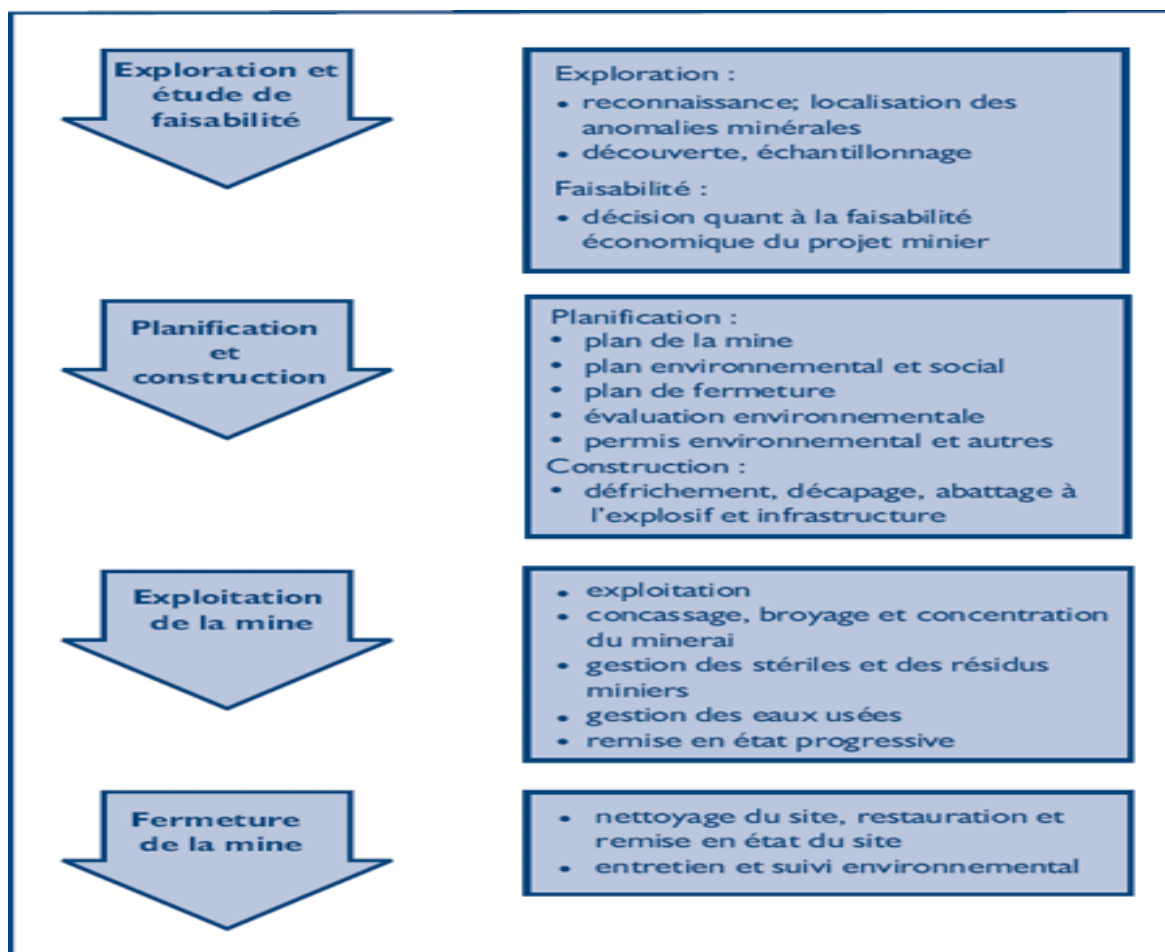 Exploration et
étude de
faisabilité
Exploration :
• reconnaissance; localisation des
anomalies minérales
• découverte, échantillonnage
Faisabilité :
• décision quant à la faisabilité
économique du projet minier
Planification
et
construction
Planification :
• plan de la mine
• plan environnemental et social
• plan de fermeture
• évaluation environnementale
• permis environnemental et autres
Construction :
• défrichement, décapage, abattage à
l'explosif et infrastructure
Exploitation
de la mine
• exploitation
• concassage, broyage et concentration
du minerai
• gestion des stériles et des résidus
miniers
• gestion des eaux usées
• remise en état progressive
Fermeture
de la mine
• nettoyage du site, restauration et
remise en état du site
• entretien et suivi environnemental